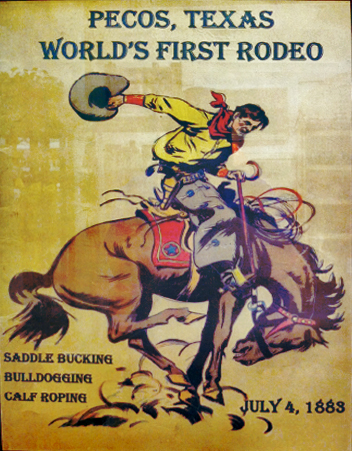 PECOS, TEXAS
WORLD'S FIRST RODEO
SADDLE BUCKING
BULLDOGGING
CALF ROPING
JULY 4, 1883